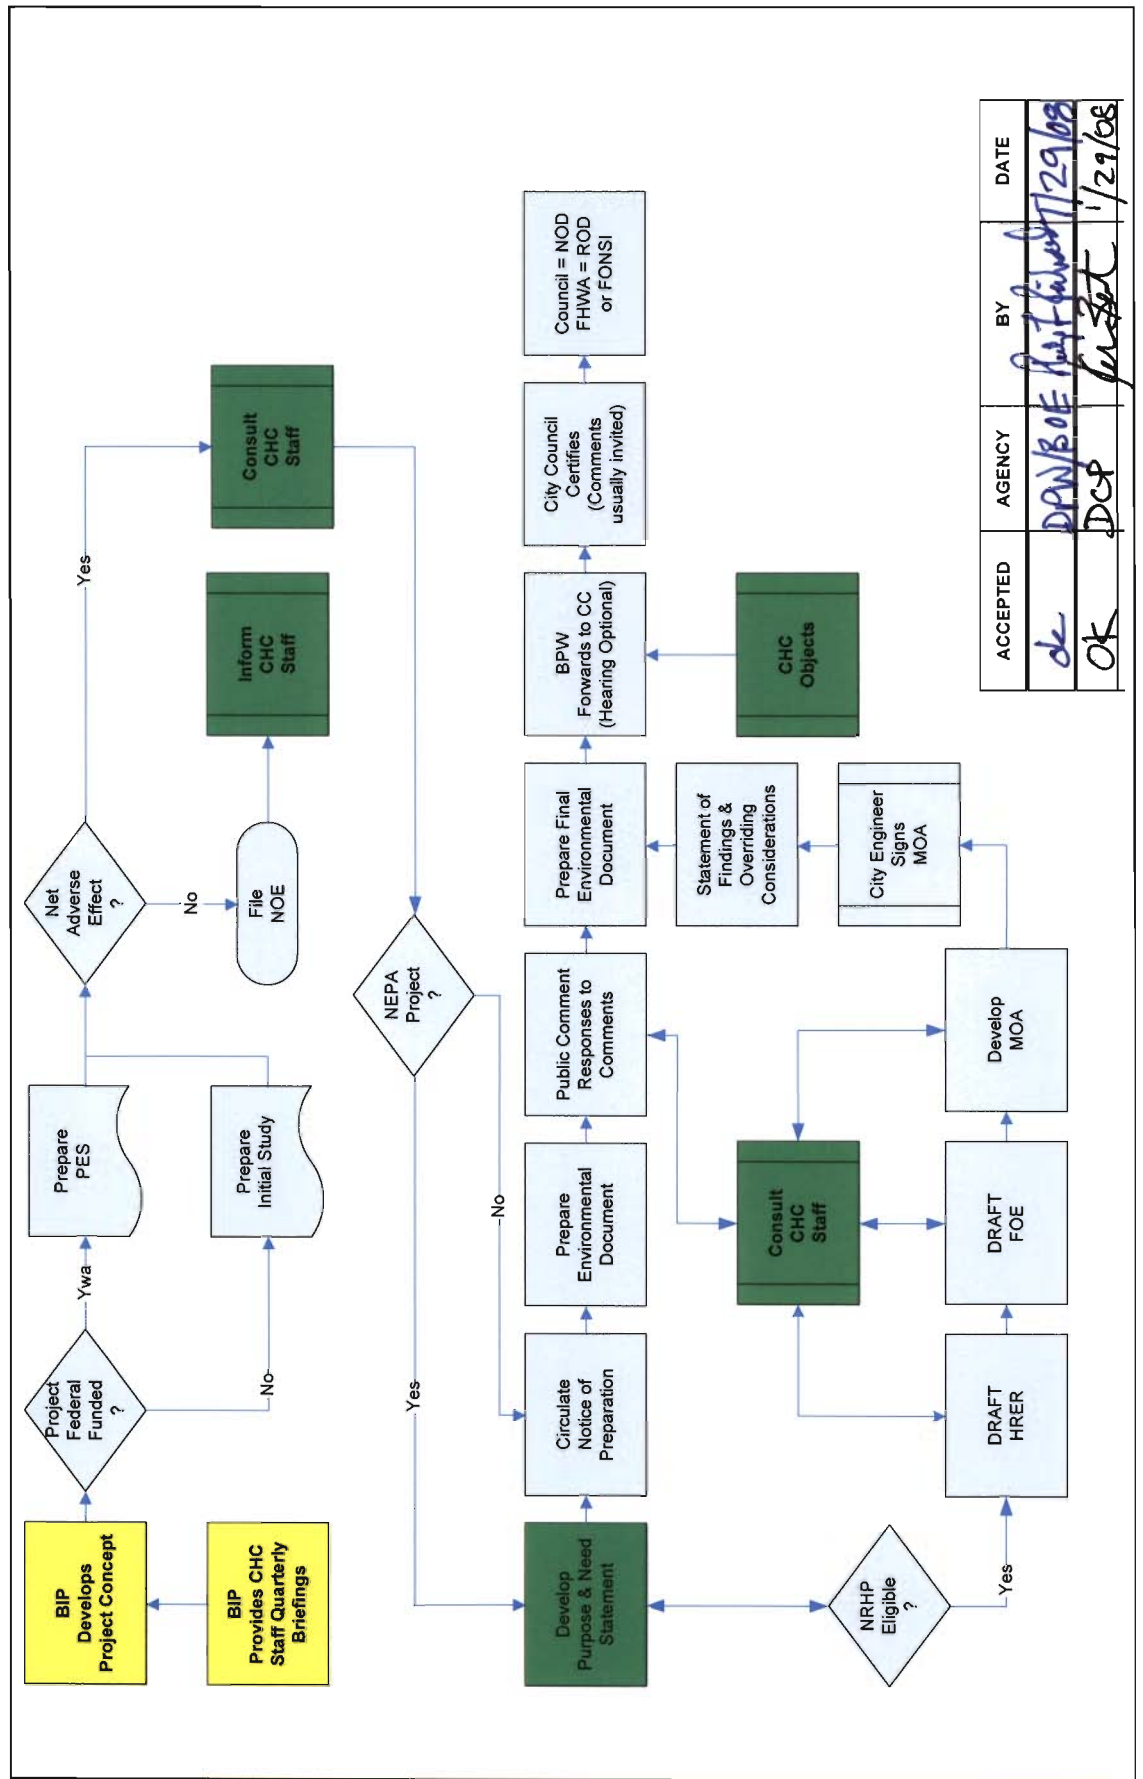 BIP
Develops
Project Concept
BIP
Provides CHC
Staff Quarterly
Briefings
Project
Federal
Funded
?
Ywa
No
Prepare
PES
Prepare
Initial Study
Net
Adverse
Effect
?
Yes
No
File
NOE
Inform
CHC
Staff
Consult
CHC
Staff
NEPA
Project
?
Yes
No
Develop
Purpose & Need
Statement
Circulate
Notice of
Preparation
Prepare
Environmental
Document
Public Comment
Responses to
Comments
Prepare Final
Environmental
Document
BPW
Forwards to CC
(Hearing Optional)
City Council
Certifies
(Comments
usually invited)
Council = NOD
FHWA = ROD
or FONSI
Consult
CHC
Staff
Statement of
Findings &
Overriding
Considerations
CHC
Objects
NRHP
Eligible
?
Yes
DRAFT
HRER
DRAFT
FOE
Develop
MOA
City Engineer
Signs
MOA
ACCEPTED AGENCY BY DATE
ok DPW/BOE
OK DCP 1/29/08